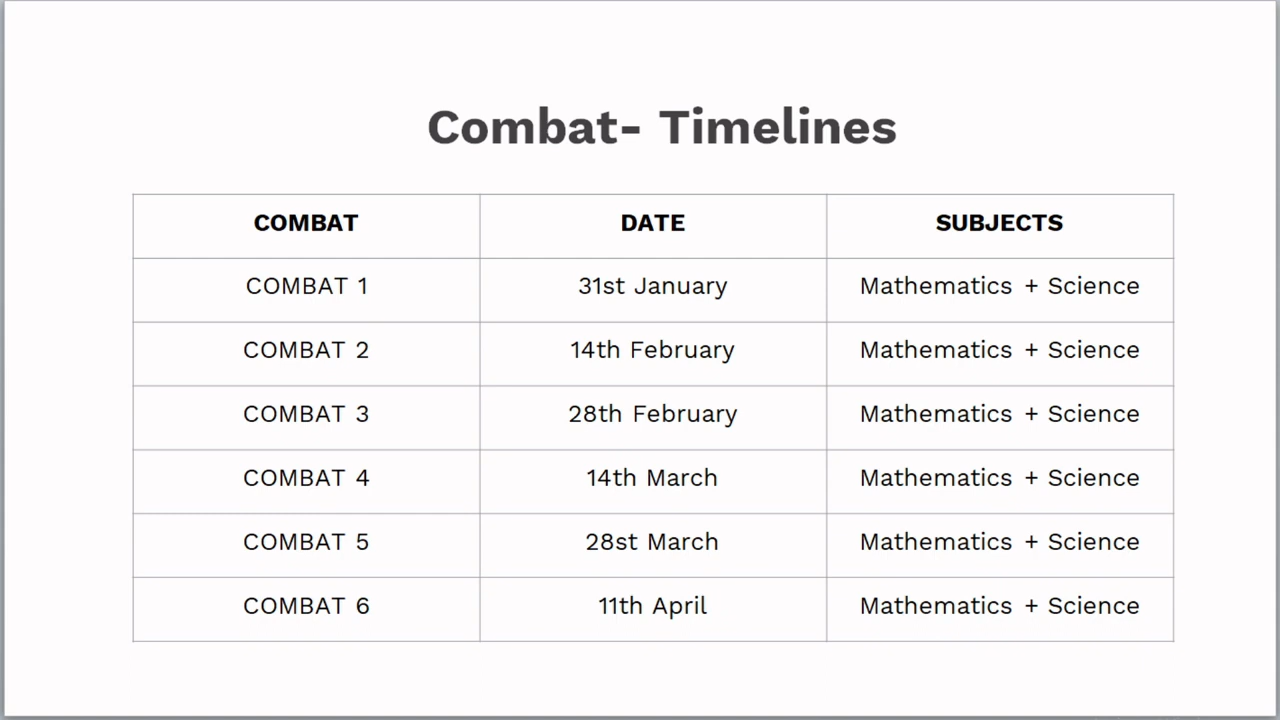 Combat- Timelines
COMBAT DATE SUBJECTS
COMBAT 1 31st January Mathematics + Science
COMBAT 2 14th February Mathematics + Science
COMBAT 3 28th February Mathematics + Science
COMBAT 4 14th March Mathematics + Science
COMBAT 5 28st March Mathematics + Science
COMBAT 6 11th April Mathematics + Science